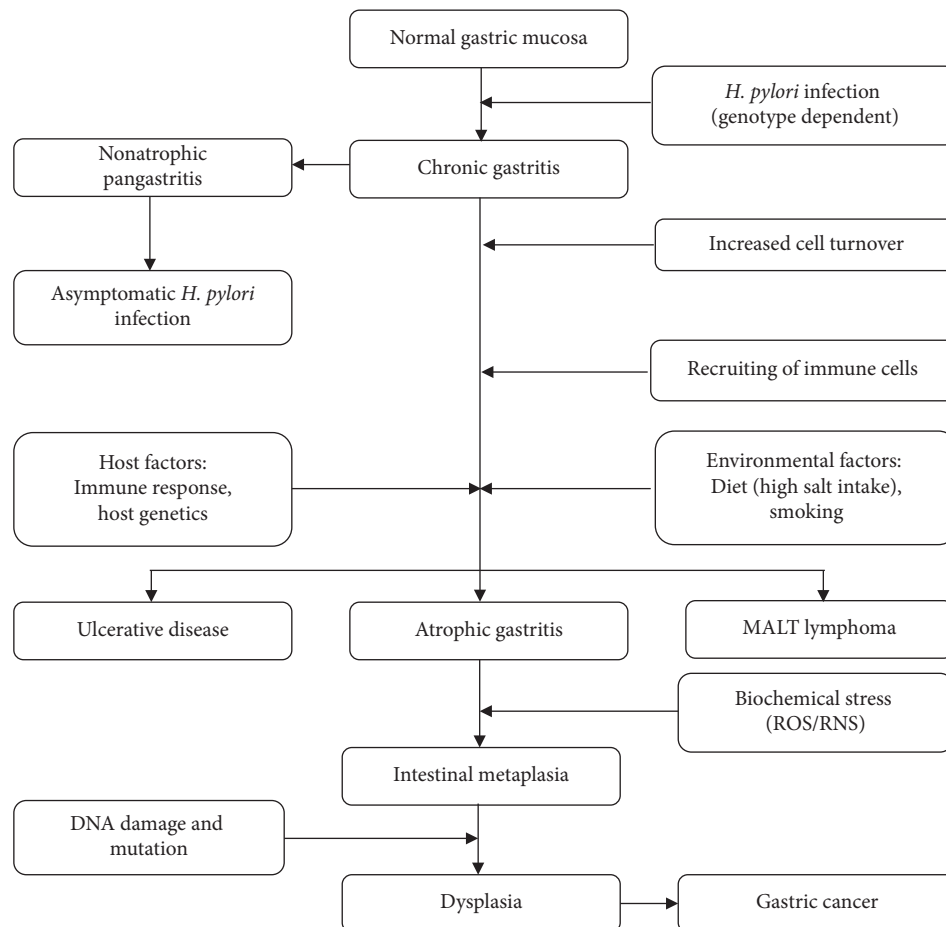 Normal gastric mucosa
H. pylori infection
(genotype dependent)
Nonatrophic
pangastritis
Chronic gastritis
Increased cell turnover
Asymptomatic H. pylori
infection
Recruiting of immune cells
Host factors:
Immune response,
host genetics
Environmental factors:
Diet (high salt intake),
smoking
Ulcerative disease
Atrophic gastritis
MALT lymphoma
Biochemical stress
(ROS/RNS)
Intestinal metaplasia
DNA damage and
mutation
Dysplasia
Gastric cancer